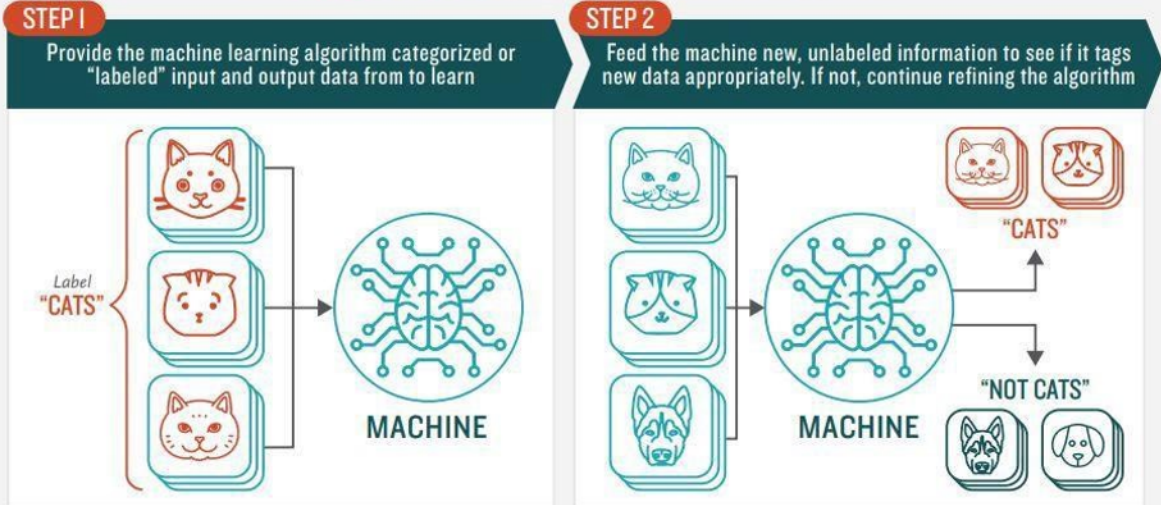 STEP 1
Provide the machine learning algorithm categorized or
“labeled” input and output data from to learn
Label
“CATS”
MACHINE
STEP 2
Feed the machine new, unlabeled information to see if it tags
new data appropriately. If not, continue refining the algorithm
MACHINE
“CATS”
“NOT CATS”